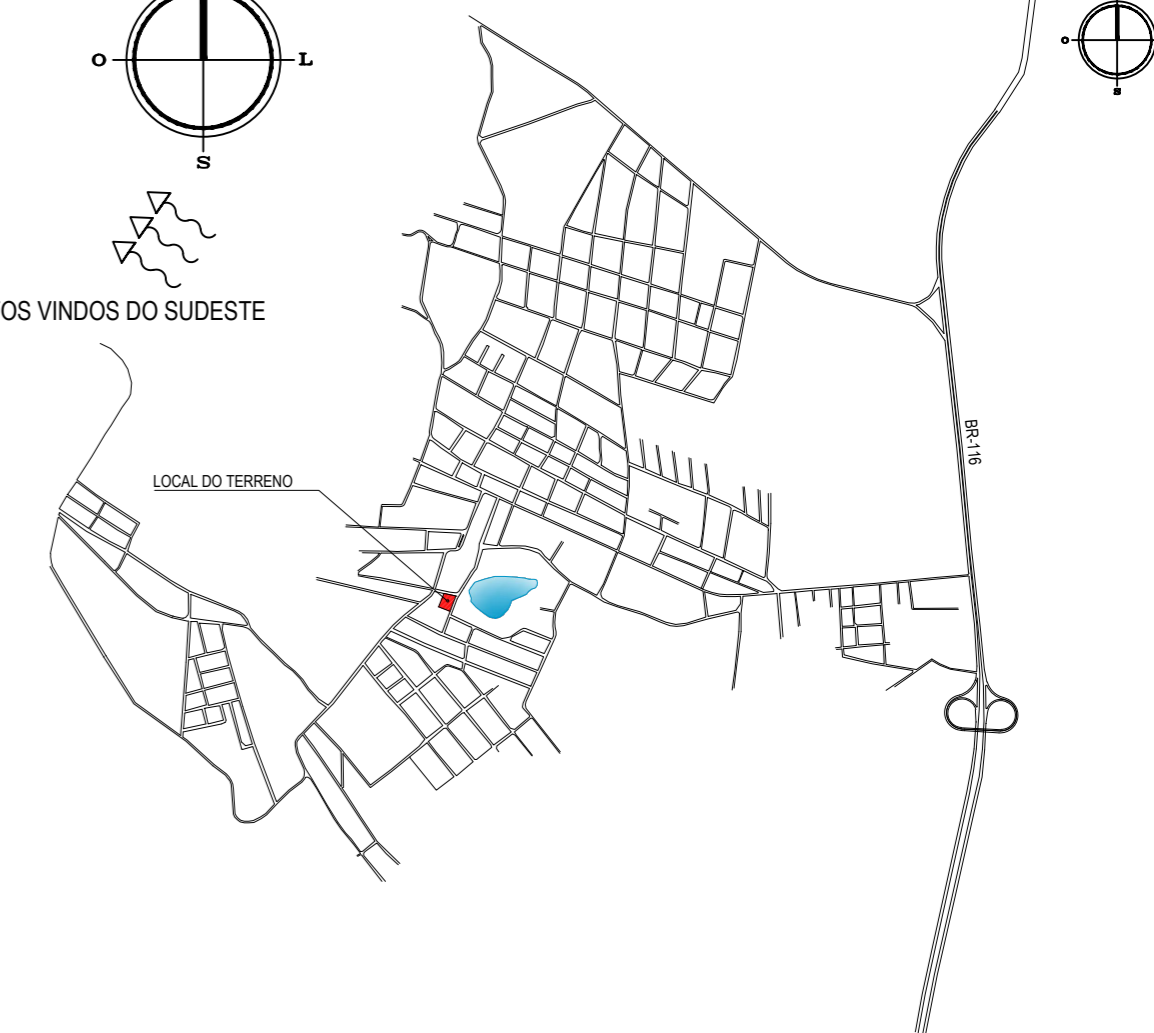 O L
S
O
S
OS VINDOS DO SUDESTE
BR-116
LOCAL DO TERRENO